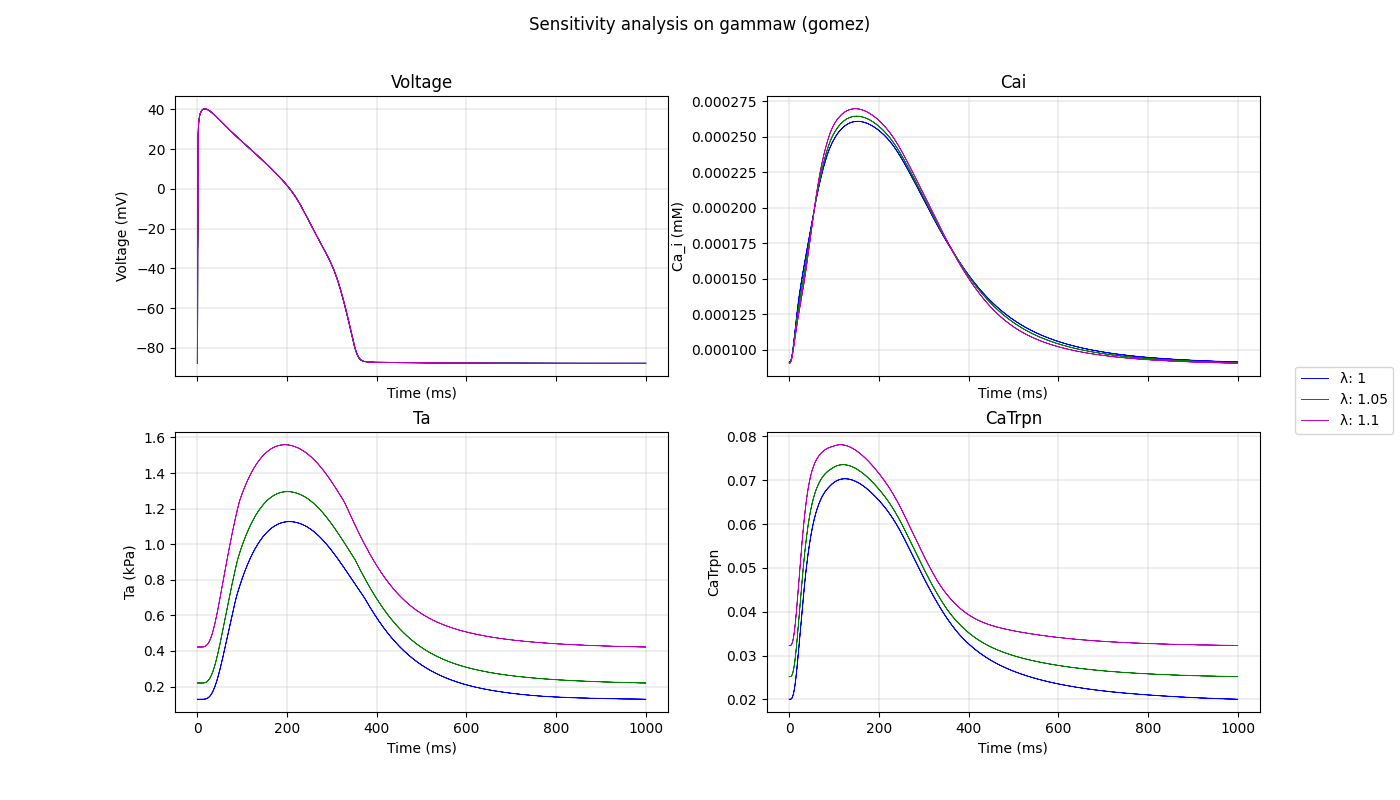 Sensitivity analysis on gammaw (gomez)
Voltage
40
20
0
−20
−40
−60
−80
Voltage (mV)
Time (ms)
Cai
0.000275
0.000250
0.000225
0.000200
0.000175
0.000150
0.000125
0.000100
Ca_i (mM)
Time (ms)
λ: 1
λ: 1.05
λ: 1.1
Ta
1.6
1.4
1.2
1.0
0.8
0.6
0.4
0.2
Ta (kPa)
0 200 400 600 800 1000
Time (ms)
CaTrpn
0.08
0.07
0.06
0.05
0.04
0.03
0.02
CaTrpn
0 200 400 600 800 1000
Time (ms)